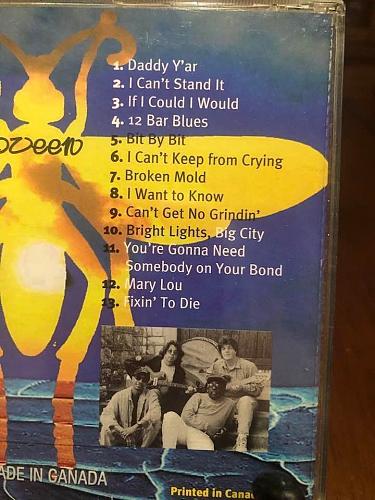 1. Daddy Y'ar
2. I Can't Stand It
3. If I Could I Would
4. 12 Bar Blues
5. Bit By Bit
6. I Can't Keep from Crying
7. Broken Mold
8. I Want to Know
9. Can't Get No Grindin'
10. Bright Lights, Big City
11. You're Gonna Need
Somebody on Your Bond
12. Mary Lou
13. Fixin' To Die
ADE IN CANADA
Printed in Cana